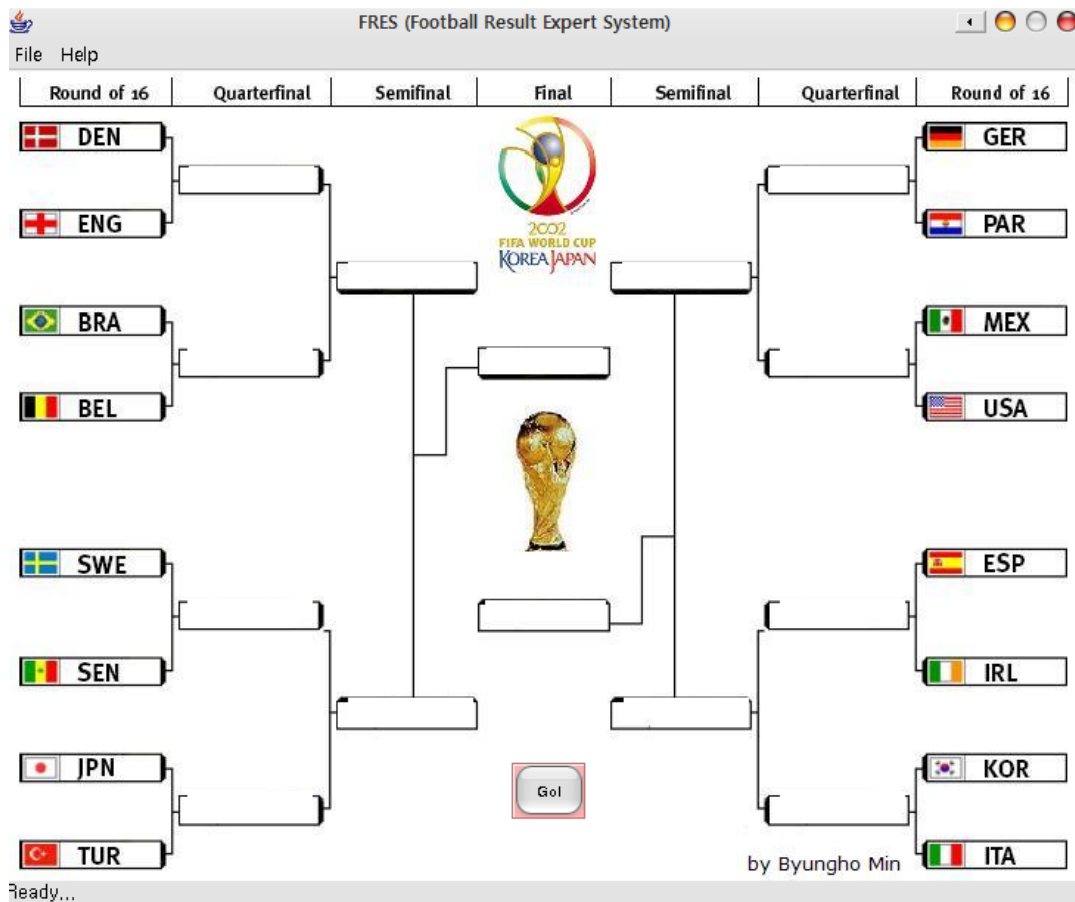 FRES (Football Result Expert System)
File Help
Round of 16 Quarterfinal Semifinal Final Semifinal Quarterfinal Round of 16
DEN GER
ENG PAR
2002
FIFA WORLD CUP
KOREA JAPAN
BRA MEX
BEL USA
SWE ESP
SEN IRL
JPN KOR
Go!
TUR ITA
by Byungho Min
Ready...